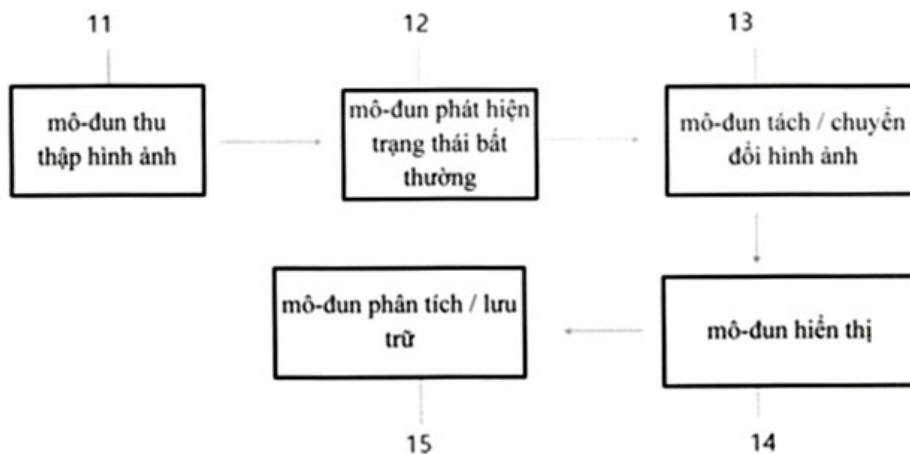 11
12
13
mô-đun thu
thập hình ảnh
mô-đun phát hiện
trạng thái bất
thường
mô-đun tách / chuyển
đổi hình ảnh
mô-đun phân tích / lưu
trữ
mô-đun hiển thị
15
14